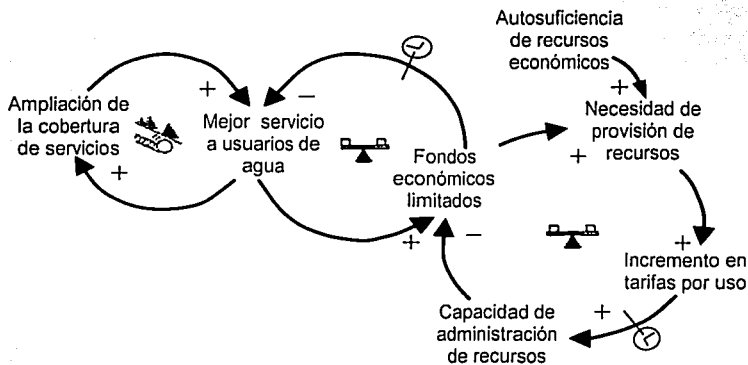 Autosuficiencia
de recursos
económicos
+
Ampliación de
la cobertura
de servicios
+
+
Mejor servicio
a usuarios de
agua
−
Fondos
económicos
limitados
+
−
Necesidad de
provisión de
recursos
+
+
Incremento en
tarifas por uso
+
Capacidad de
administración
de recursos